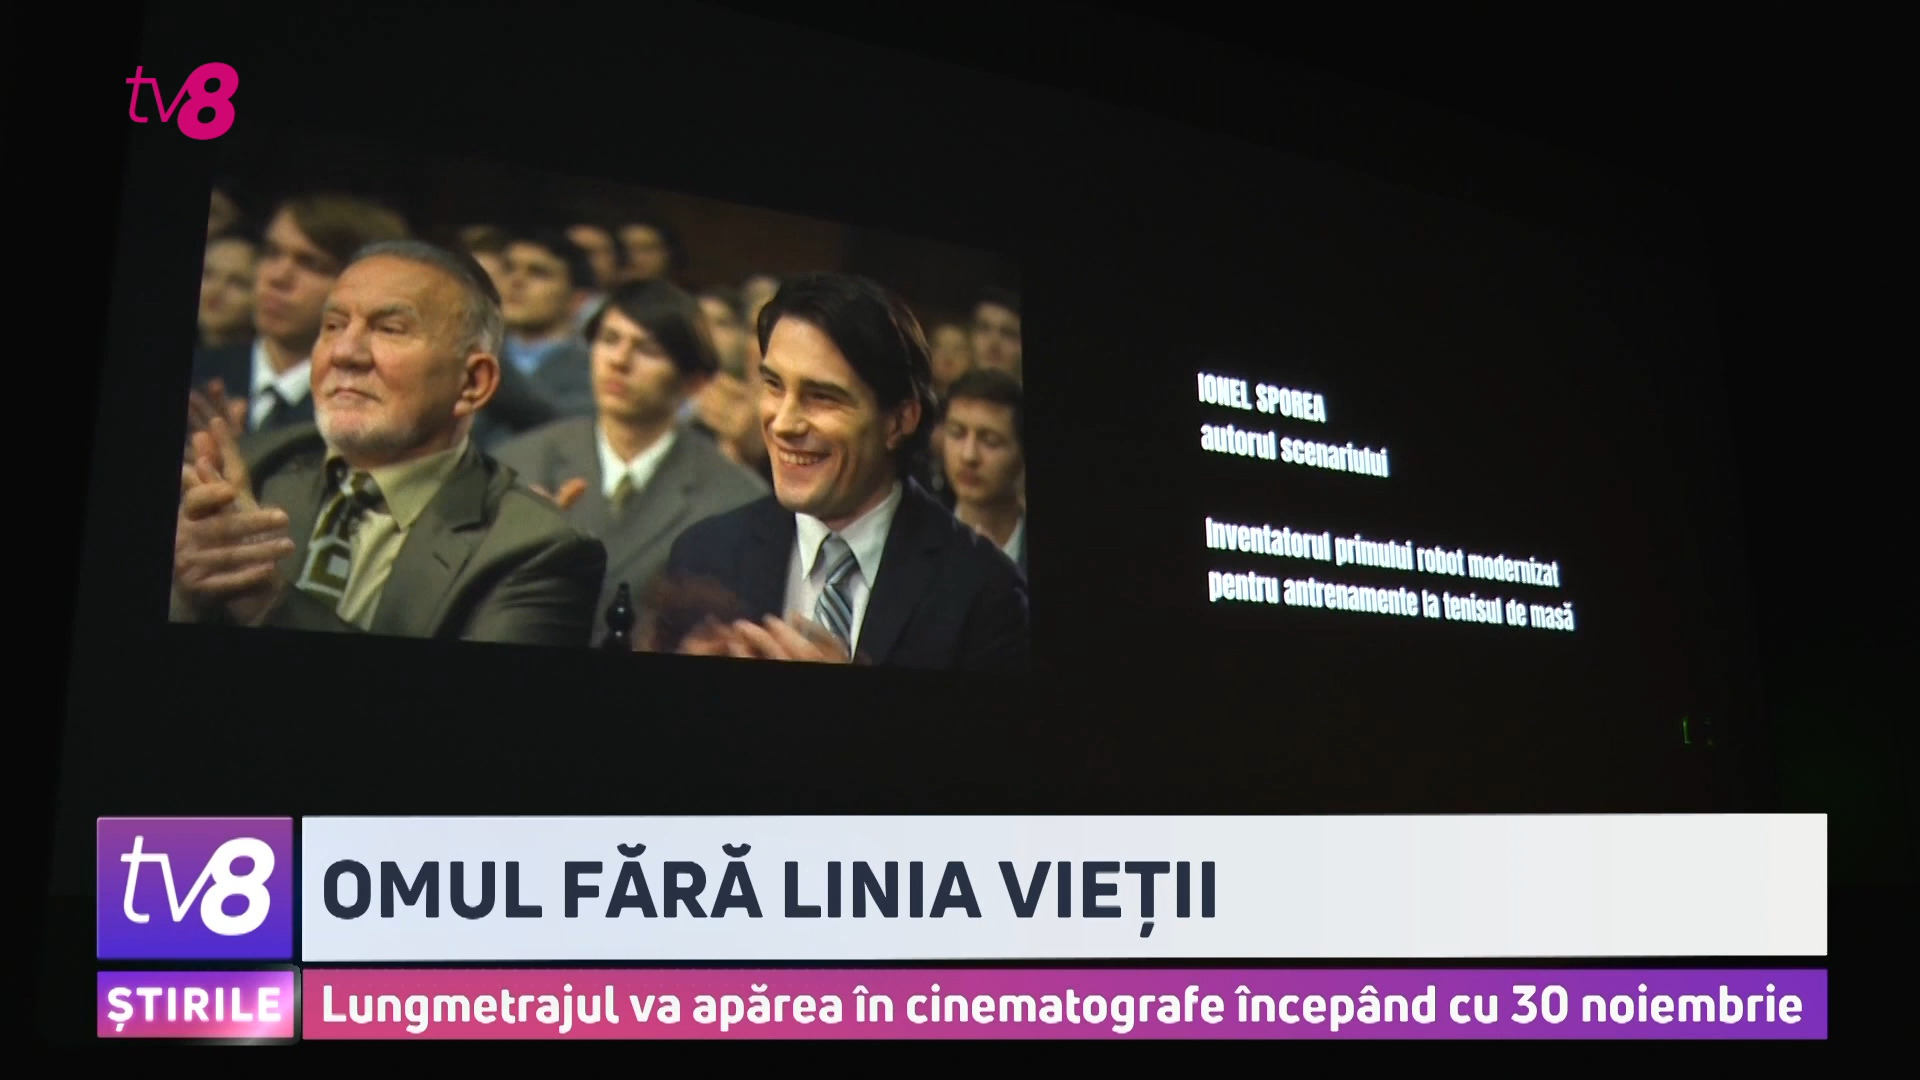 tv8
IONEL SPOREA
autorul scenariului
Inventatorul primului robot modernizat
pentru antrenamente la tenisul de masă
tv8
OMUL FĂRĂ LINIA VIEȚII
ȘTIRILE
Lungmetrajul va apărea în cinematografe începând cu 30 noiembrie